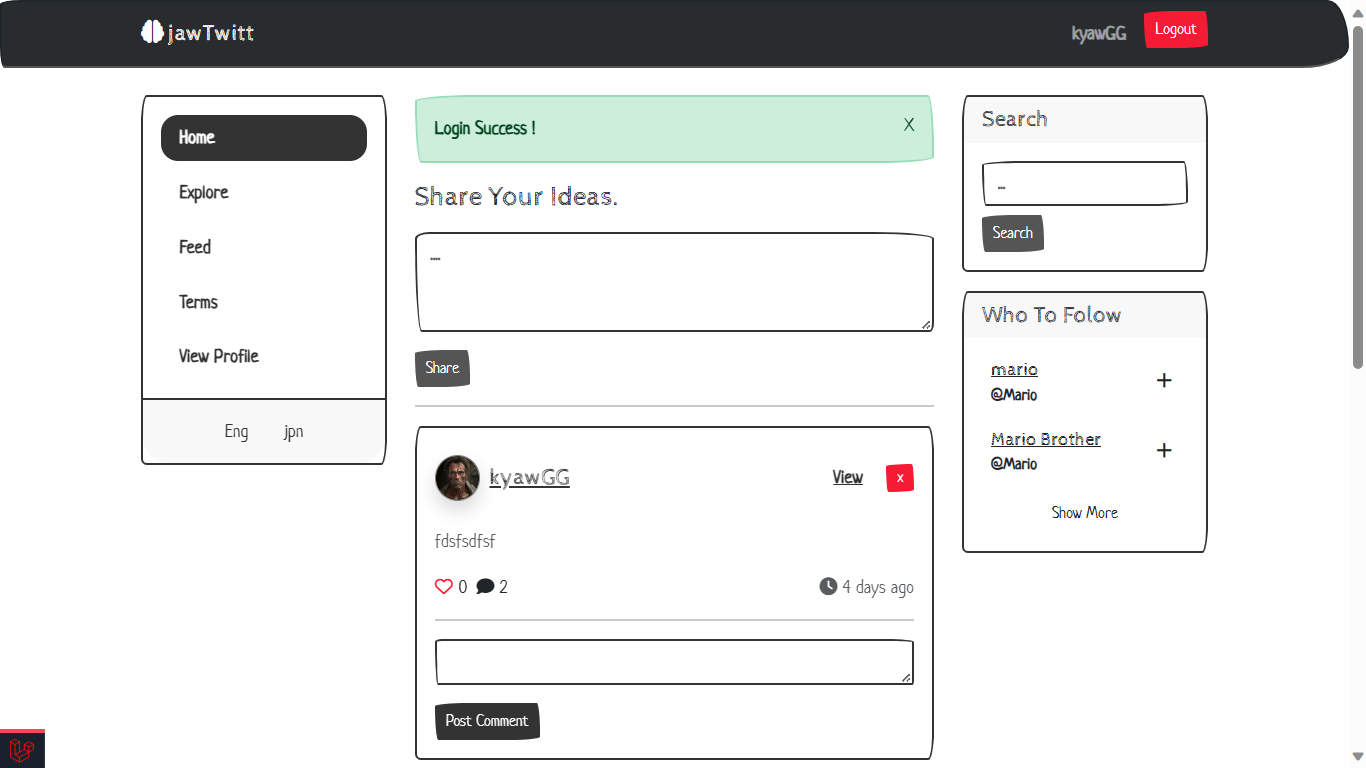 jawTwitt
kyawGG
Logout
Home
Explore
Feed
Terms
View Profile
Eng
jpn
Login Success !
X
Share Your Ideas.
....
Share
kyawGG
View
x
fdsfsdfsf
0
2
4 days ago
Post Comment
Search
...
Search
Who To Folow
mario
@Mario
+
Mario Brother
@Mario
+
Show More